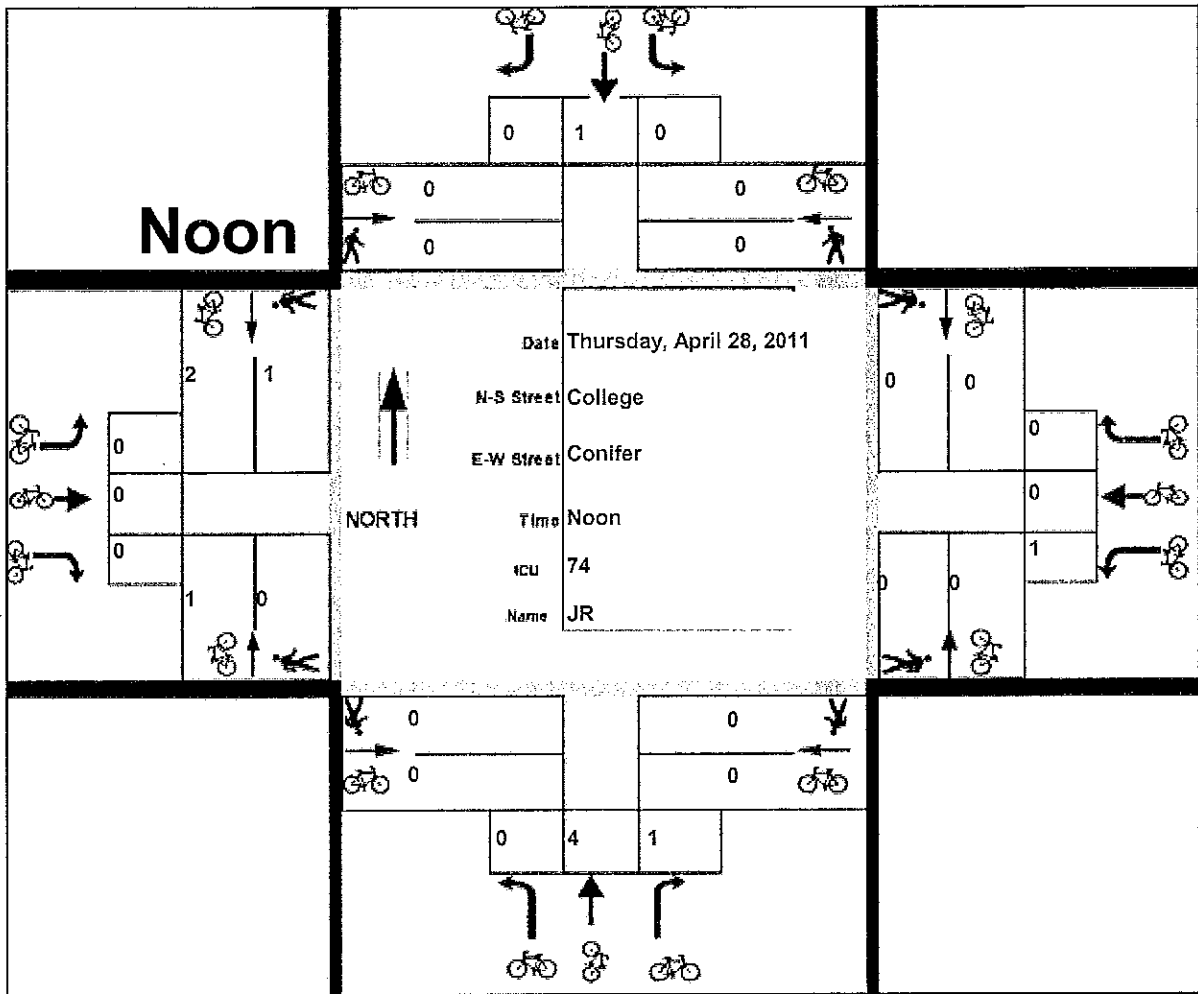 0 1 0
0 0
Noon
0 0
Date Thursday, April 28, 2011
2 1
0 0
N-S Street College
0
0
E-W Street Conifer
0
0
NORTH
Time Noon
0
1
ICU 74
1 0
0 0
Name JR
0 0
0 0
0 4 1